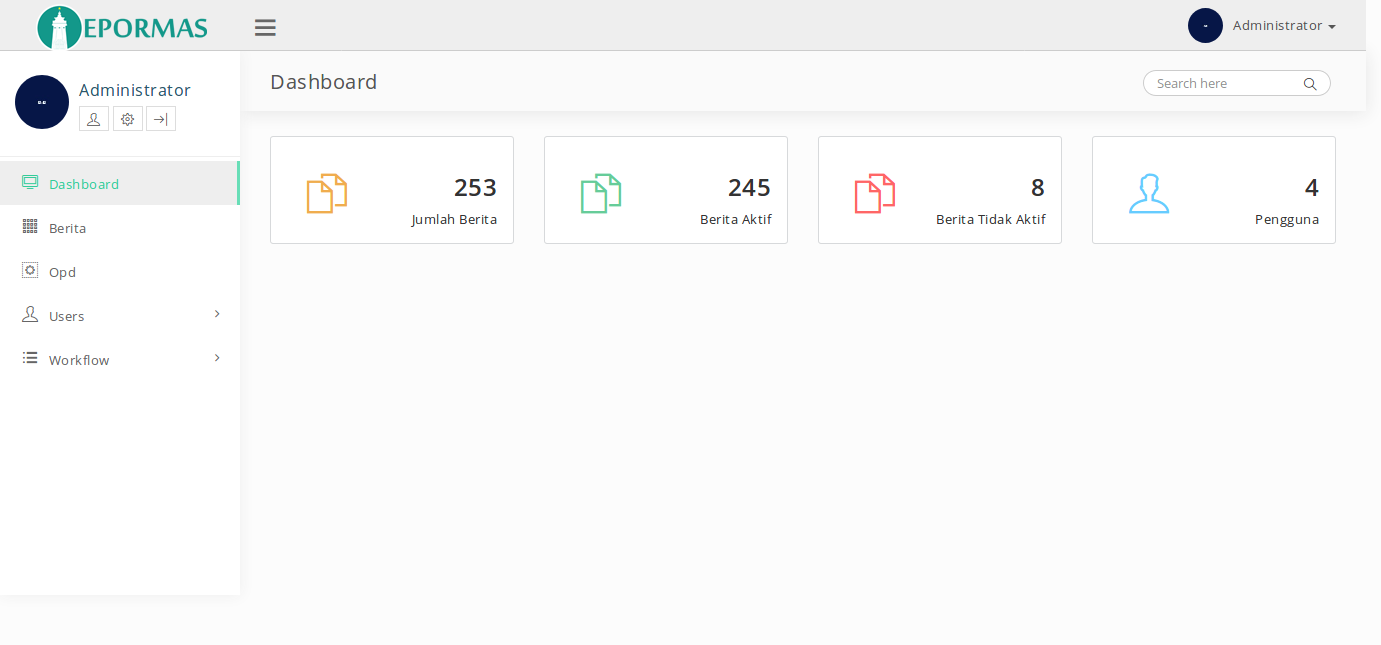 EPORMAS
Administrator
Administrator
Dashboard
Berita
Opd
Users
Workflow
Dashboard
Search here
253
Jumlah Berita
245
Berita Aktif
8
Berita Tidak Aktif
4
Pengguna